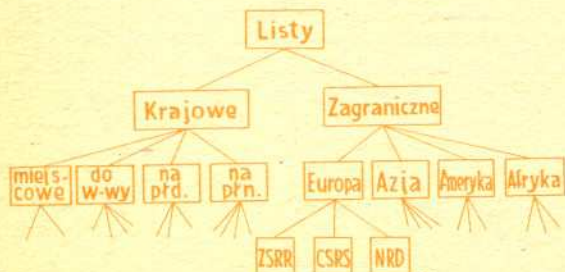 Listy
Krajowe
Zagraniczne
miejs-
cowe
do
w-wy
na
płd.
na
płn.
Europa
Azja
Ameryka
Afryka
ZSRR
CSRS
NRD